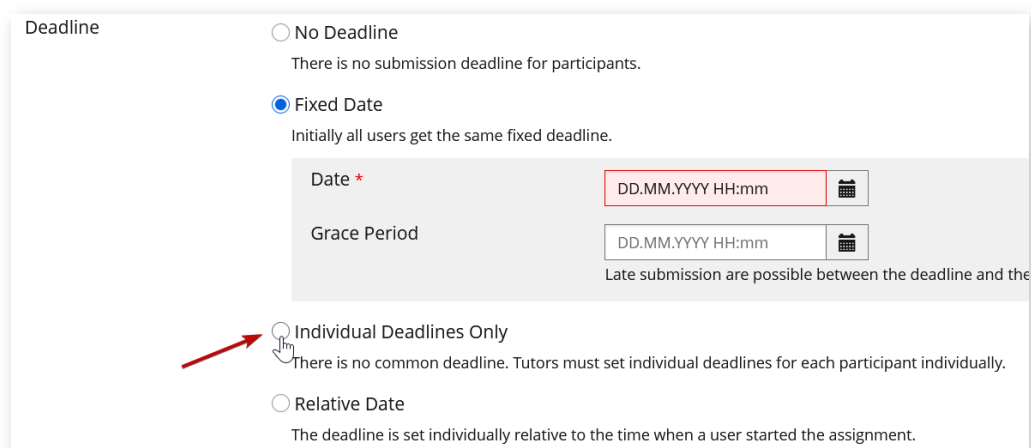 Deadline
No Deadline
There is no submission deadline for participants.
Fixed Date
Initially all users get the same fixed deadline.
Date *
DD.MM.YYYY HH:mm
Grace Period
DD.MM.YYYY HH:mm
Late submission are possible between the deadline and the
Individual Deadlines Only
There is no common deadline. Tutors must set individual deadlines for each participant individually.
Relative Date
The deadline is set individually relative to the time when a user started the assignment.